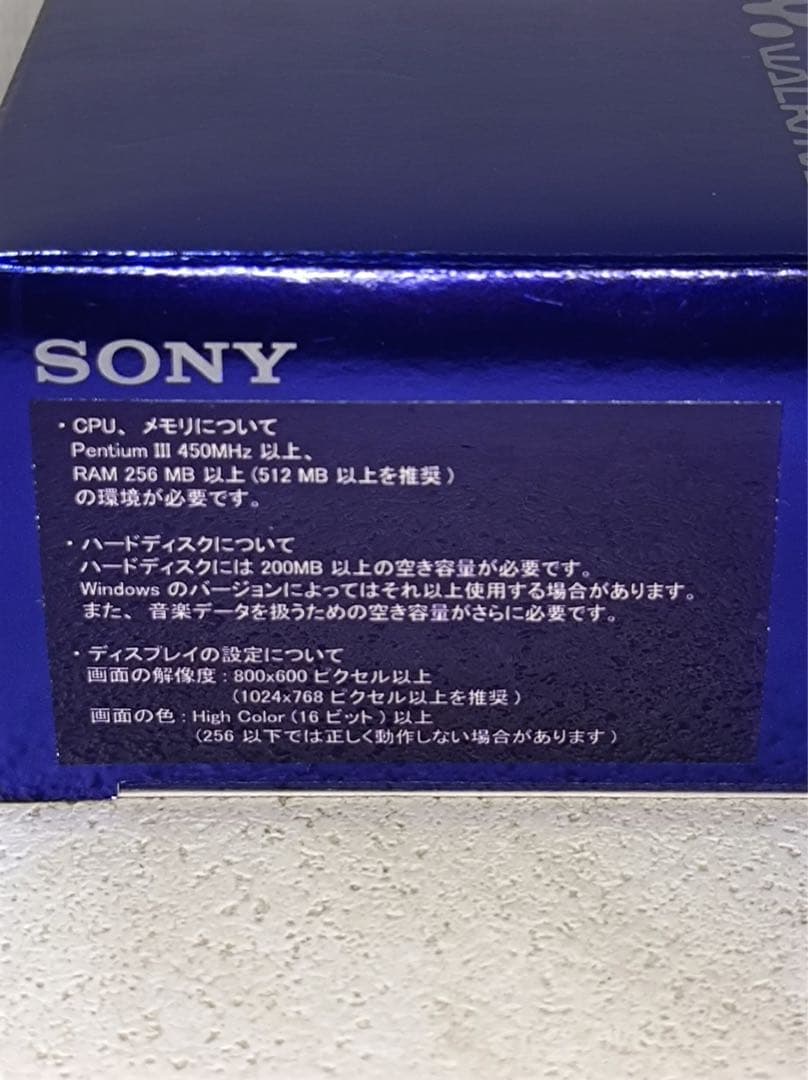 WALKMAN
SONY
・CPU、メモリについて
Pentium III 450MHz 以上、
RAM 256 MB 以上 (512 MB 以上を推奨)
の環境が必要です。
・ハードディスクについて
ハードディスクには 200MB 以上の空き容量が必要です。
Windows のバージョンによってはそれ以上使用する場合があります。
また、音楽データを扱うための空き容量がさらに必要です。
・ディスプレイの設定について
画面の解像度 : 800x600 ピクセル以上
(1024x768 ピクセル以上を推奨)
画面の色 : High Color (16 ビット) 以上
(256 以下では正しく動作しない場合があります)